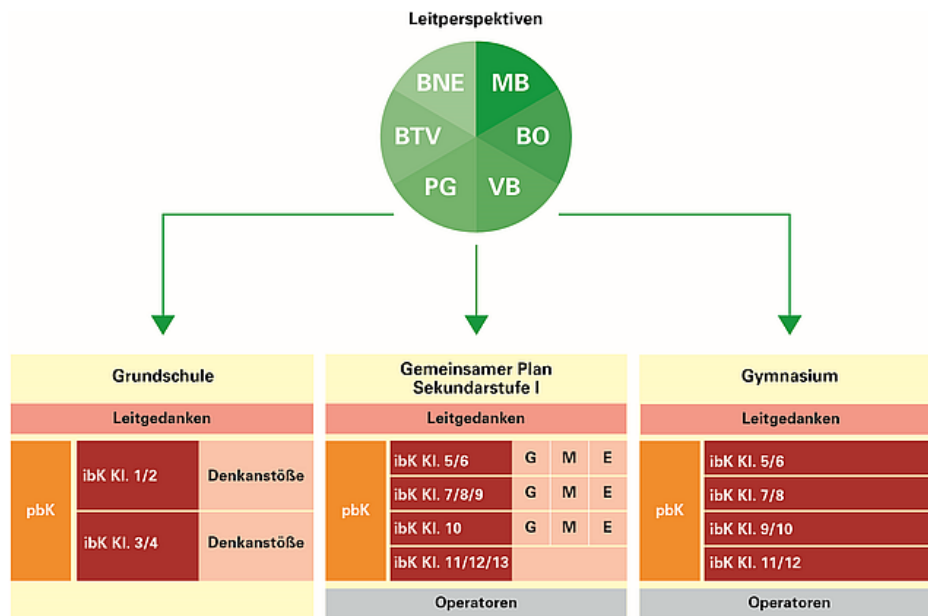 Leitperspektiven
BNE MB
BTV BO
PG VB
Grundschule
Leitgedanken
pbK
ibK Kl. 1/2 Denkanstöße
ibK Kl. 3/4 Denkanstöße
Gemeinsamer Plan
Sekundarstufe I
Leitgedanken
pbK
ibK Kl. 5/6 G M E
ibK Kl. 7/8/9 G M E
ibK Kl. 10 G M E
ibK Kl. 11/12/13
Operatoren
Gymnasium
Leitgedanken
pbK
ibK Kl. 5/6
ibK Kl. 7/8
ibK Kl. 9/10
ibK Kl. 11/12
Operatoren